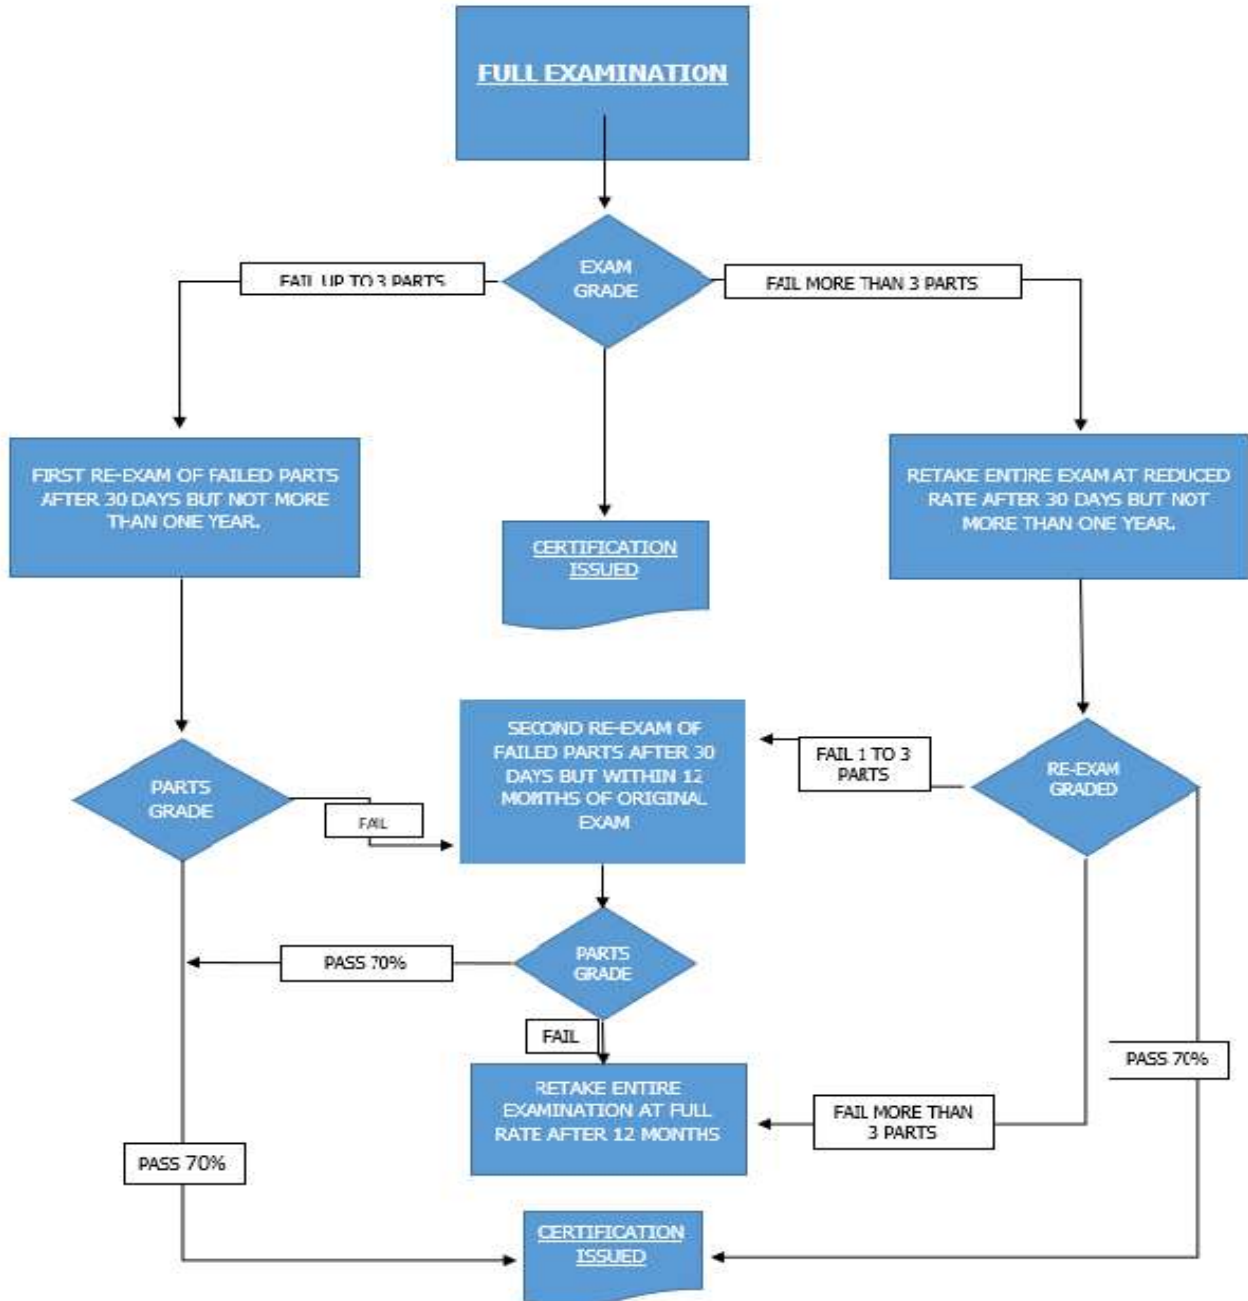 FULL EXAMINATION
EXAM
GRADE
FAIL UP TO 3 PARTS
FAIL MORE THAN 3 PARTS
FIRST RE-EXAM OF FAILED PARTS
AFTER 30 DAYS BUT NOT MORE
THAN ONE YEAR.
RETAKE ENTIRE EXAM AT REDUCED
RATE AFTER 30 DAYS BUT NOT
MORE THAN ONE YEAR.
CERTIFICATION
ISSUED
SECOND RE-EXAM OF
FAILED PARTS AFTER 30
DAYS BUT WITHIN 12
MONTHS OF ORIGINAL
EXAM
FAIL 1 TO 3
PARTS
RE-EXAM
GRADED
PARTS
GRADE
FAIL
PASS 70%
PARTS
GRADE
FAIL
PASS 70%
RETAKE ENTIRE
EXAMINATION AT FULL
RATE AFTER 12 MONTHS
FAIL MORE THAN
3 PARTS
PASS 70%
CERTIFICATION
ISSUED